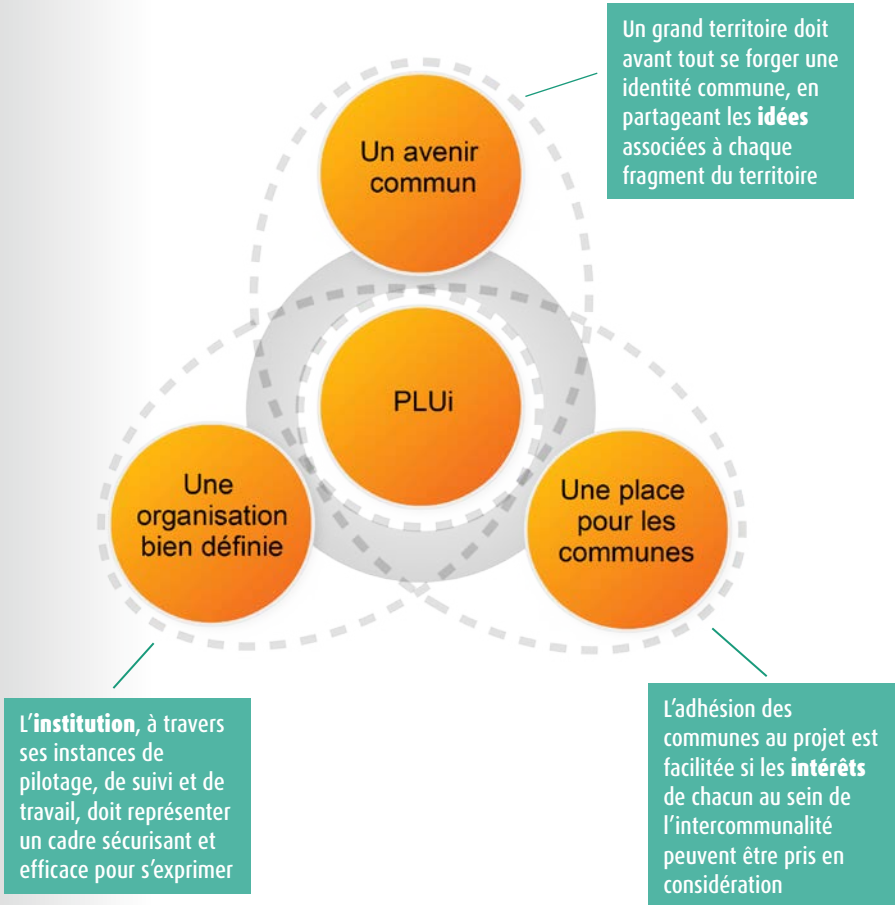 Un grand territoire doit
avant tout se forger une
identité commune, en
partageant les idées
associées à chaque
fragment du territoire
Un avenir
commun
PLUi
Une
organisation
bien définie
Une place
pour les
communes
L'institution, à travers
ses instances de
pilotage, de suivi et de
travail, doit représenter
un cadre sécurisant et
efficace pour s'exprimer
L'adhésion des
communes au projet est
facilitée si les intérêts
de chacun au sein de
l'intercommunalité
peuvent être pris en
considération